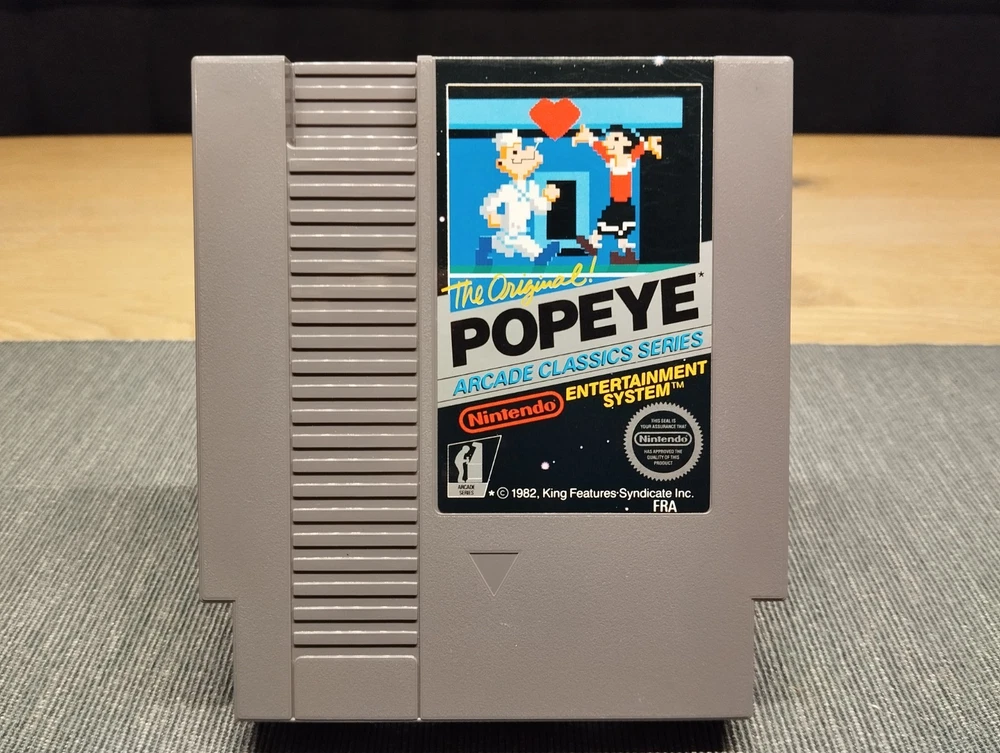 The Original!
POPEYE*
ARCADE CLASSICS SERIES
Nintendo ENTERTAINMENT
SYSTEM™
THIS SEAL IS
YOUR ASSURANCE THAT
Nintendo
HAS APPROVED THE
QUALITY OF THIS
PRODUCT
ARCADE
SERIES
*© 1982, King Features Syndicate Inc.
FRA